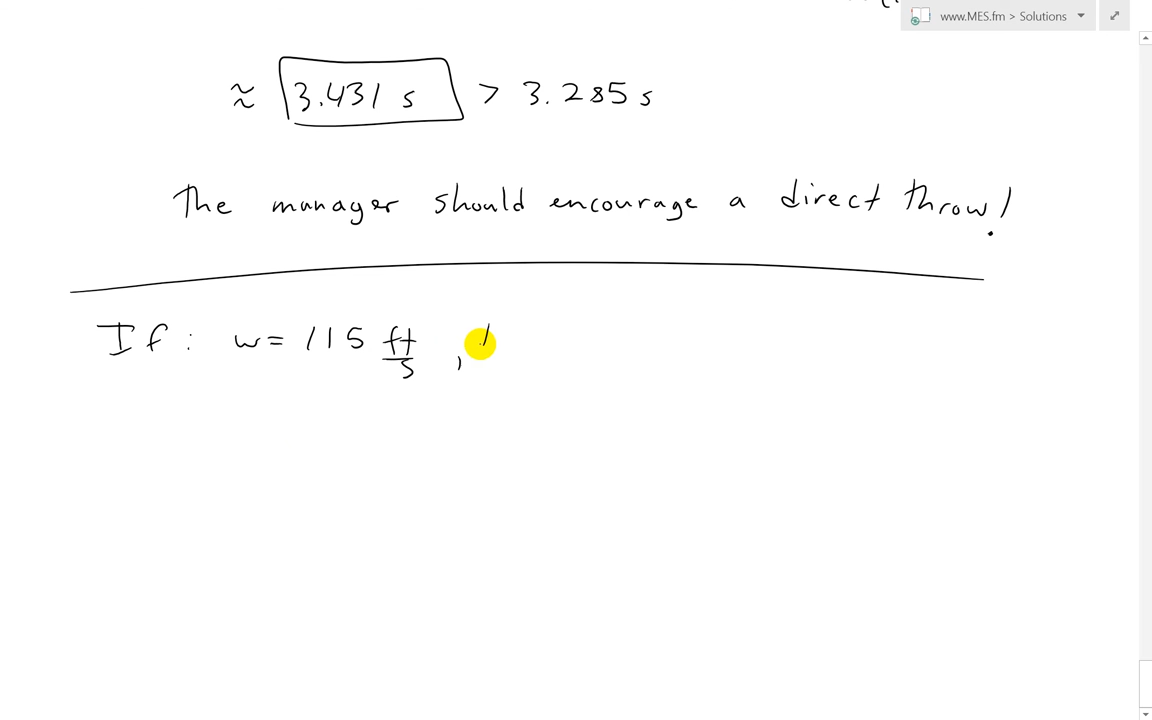 www.MES.fm > Solutions
≈ 3.431 s > 3.285 s
The manager should encourage a direct throw!
If: w = 115 ft/s ,